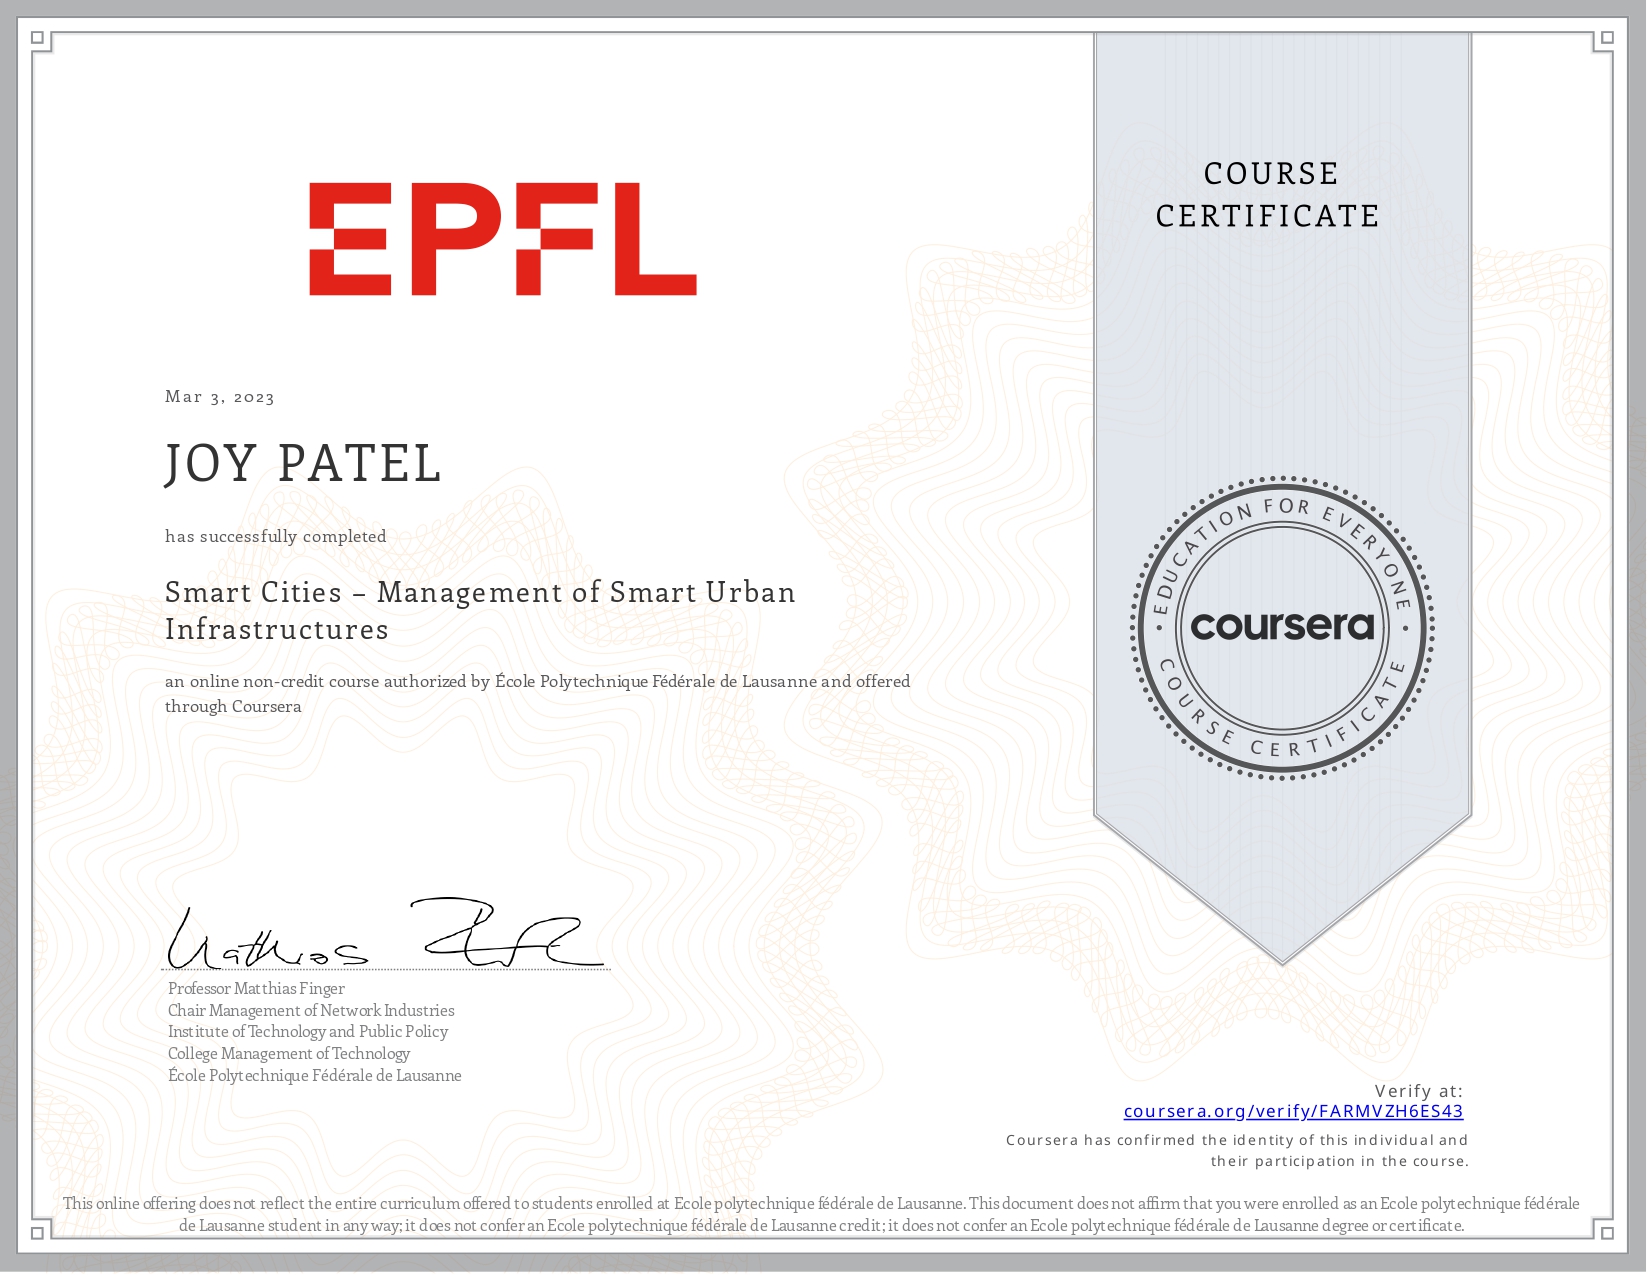 EPFL
COURSE
CERTIFICATE
Mar 3, 2023
JOY PATEL
has successfully completed
Smart Cities – Management of Smart Urban
Infrastructures
an online non-credit course authorized by École Polytechnique Fédérale de Lausanne and offered
through Coursera
EDUCATION FOR EVERYONE
coursera
COURSE CERTIFICATE
Professor Matthias Finger
Chair Management of Network Industries
Institute of Technology and Public Policy
College Management of Technology
École Polytechnique Fédérale de Lausanne
Verify at:
coursera.org/verify/FARMVZH6ES43
Coursera has confirmed the identity of this individual and
their participation in the course.
This online offering does not reflect the entire curriculum offered to students enrolled at Ecole polytechnique fédérale de Lausanne. This document does not affirm that you were enrolled as an Ecole polytechnique fédérale
de Lausanne student in any way; it does not confer an Ecole polytechnique fédérale de Lausanne credit; it does not confer an Ecole polytechnique fédérale de Lausanne degree or certificate.